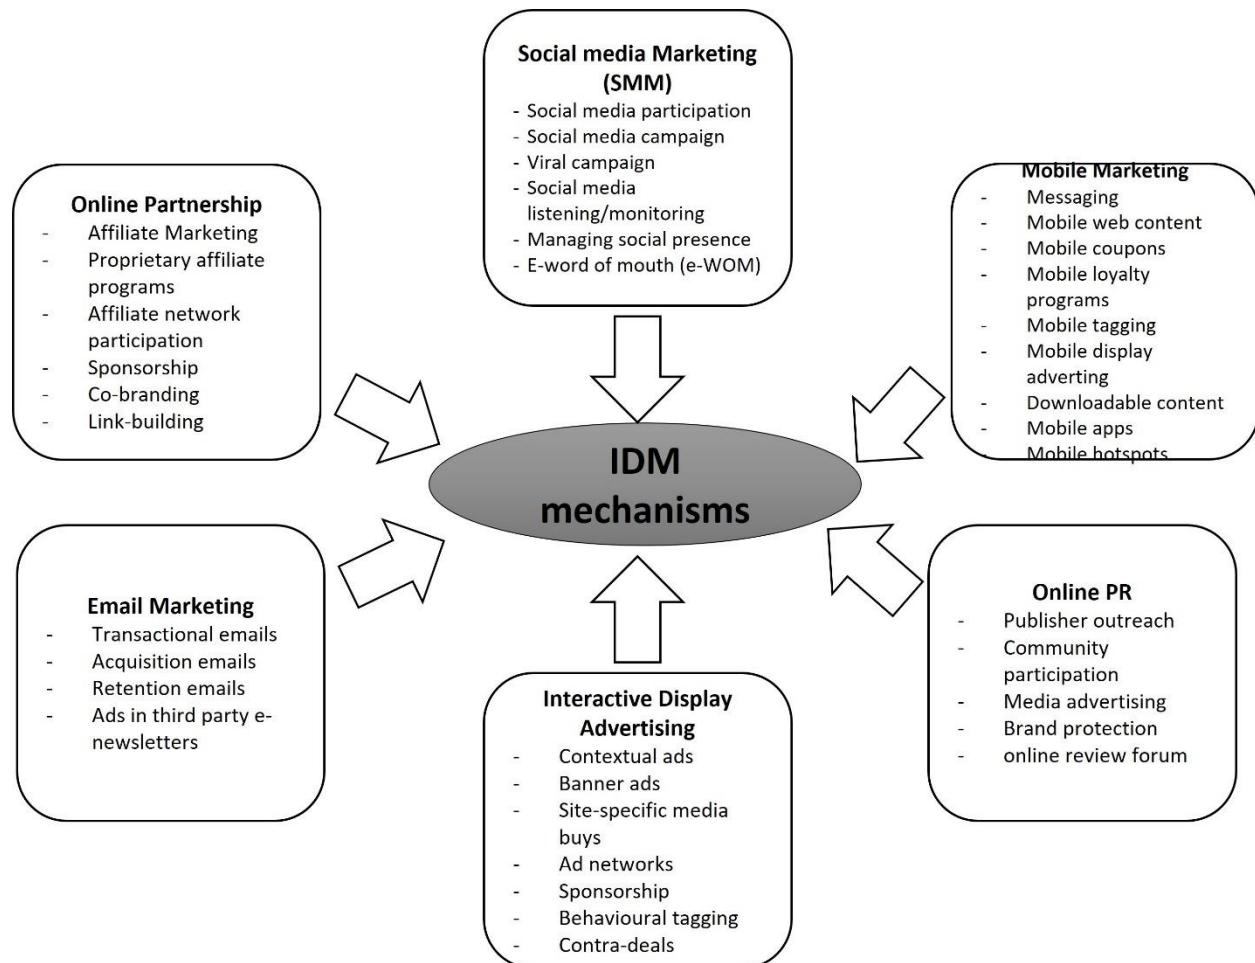 Social media Marketing
(SMM)
- Social media participation
- Social media campaign
- Viral campaign
- Social media
listening/monitoring
- Managing social presence
- E-word of mouth (e-WOM)
Online Partnership
- Affiliate Marketing
- Proprietary affiliate
programs
- Affiliate network
participation
- Sponsorship
- Co-branding
- Link-building
Mobile Marketing
- Messaging
- Mobile web content
- Mobile coupons
- Mobile loyalty
programs
- Mobile tagging
- Mobile display
adverting
- Downloadable content
- Mobile apps
- Mobile hotspots
IDM
mechanisms
Email Marketing
- Transactional emails
- Acquisition emails
- Retention emails
- Ads in third party e-
newsletters
Interactive Display
Advertising
- Contextual ads
- Banner ads
- Site-specific media
buys
- Ad networks
- Sponsorship
- Behavioural tagging
- Contra-deals
Online PR
- Publisher outreach
- Community
participation
- Media advertising
- Brand protection
- online review forum